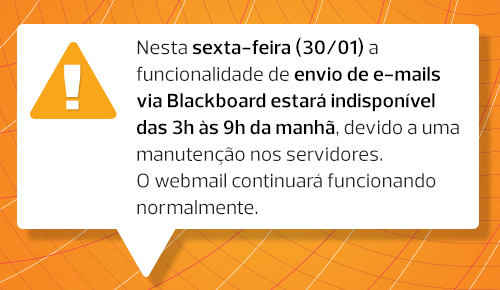 Nesta sexta-feira (30/01) a
funcionalidade de envio de e-mails
via Blackboard estará indisponível
das 3h às 9h da manhã, devido a uma
manutenção nos servidores.
O webmail continuará funcionando
normalmente.